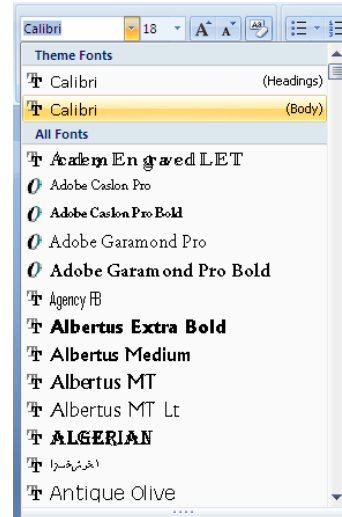 Calibri 18
Theme Fonts
Calibri (Headings)
Calibri (Body)
All Fonts
Academy Engraved LET
Adobe Caslon Pro
Adobe Caslon Pro Bold
Adobe Garamond Pro
Adobe Garamond Pro Bold
Agency FB
Albertus Extra Bold
Albertus Medium
Albertus MT
Albertus MT Lt
ALGERIAN
Antique Olive